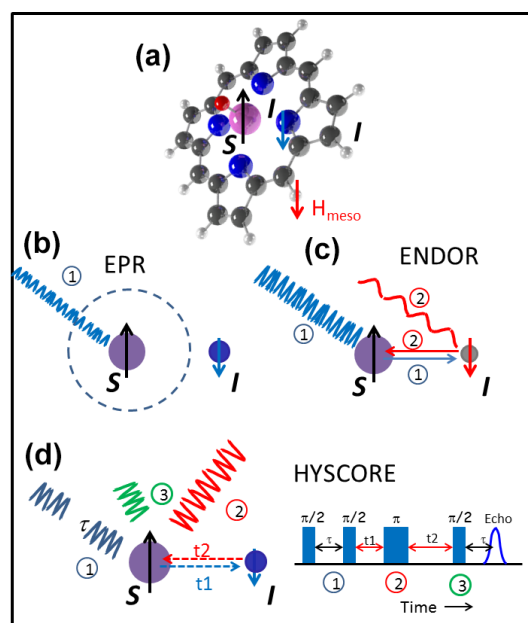 (a)
I
S
I
H_meso
(b)
EPR
1
S
I
(c)
ENDOR
1
2
2
1
S
I
(d)
τ
1
3
2
t2
t1
S
I
HYSCORE
π/2 π/2 π π/2 Echo
τ t1 t2 τ
1 2 3
Time →